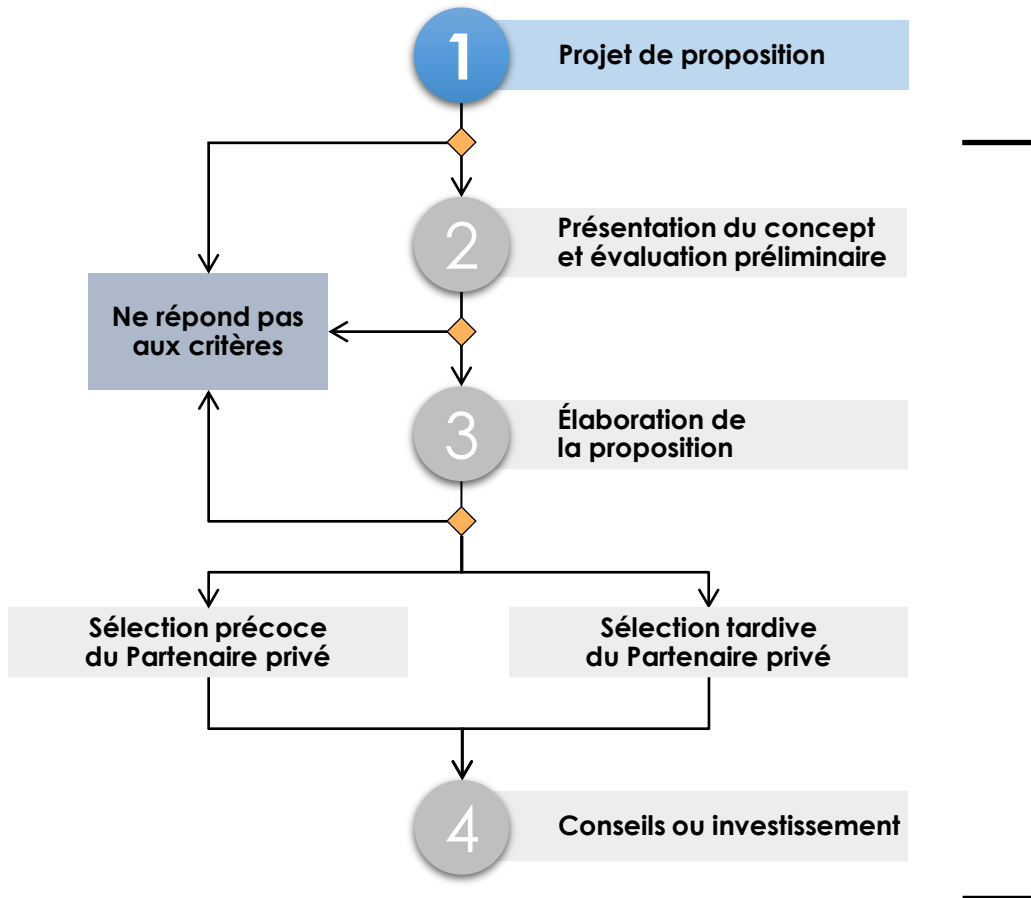 1
Projet de proposition
2
Présentation du concept
et évaluation préliminaire
Ne répond pas
aux critères
3
Élaboration de
la proposition
Sélection précoce
du Partenaire privé
Sélection tardive
du Partenaire privé
4
Conseils ou investissement